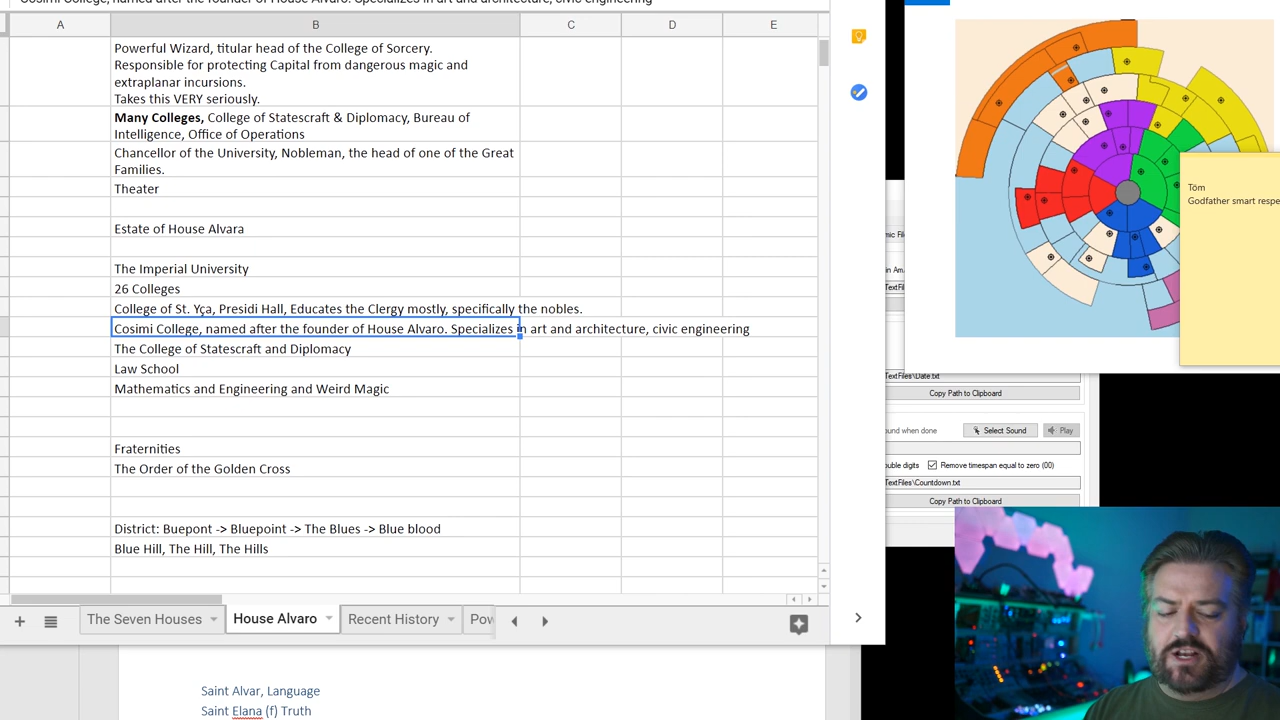 Cosimi College, named after the founder of House Alvaro. Specializes in art and architecture, civic engineering
A
B
C
D
E
Powerful Wizard, titular head of the College of Sorcery.
Responsible for protecting Capital from dangerous magic and
extraplanar incursions.
Takes this VERY seriously.
Many Colleges, College of Statescraft & Diplomacy, Bureau of
Intelligence, Office of Operations
Chancellor of the University, Nobleman, the head of one of the Great
Families.
Theater
Estate of House Alvara
The Imperial University
26 Colleges
College of St. Yça, Presidi Hall, Educates the Clergy mostly, specifically the nobles.
Cosimi College, named after the founder of House Alvaro. Specializes in art and architecture, civic engineering
The College of Statescraft and Diplomacy
Law School
Mathematics and Engineering and Weird Magic
Fraternities
The Order of the Golden Cross
District: Buepont -> Bluepoint -> The Blues -> Blue blood
Blue Hill, The Hill, The Hills
The Seven Houses
House Alvaro
Recent History
Saint Alvar, Language
Saint Elana (f) Truth
Töm
Godfather smart respe
TextFiles\Date.txt
Copy Path to Clipboard
ound when done
Select Sound
Play
ouble digits
Remove timespan equal to zero (00)
TextFiles\Countdown.txt
Copy Path to Clipboard